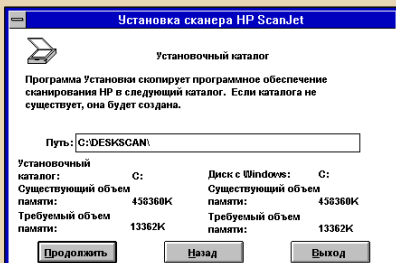 Установка сканера HP ScanJet
Установочный каталог
Программа Установки скопирует программное обеспечение
сканирования HP в следующий каталог. Если каталога не
существует, она будет создана.
Путь: C:\DESKSCAN\
Установочный
каталог: C:
Существующий объем
памяти: 458360K
Требуемый объем
памяти: 13362K
Диск с Windows: C:
Существующий объем
памяти: 458360K
Требуемый объем
памяти: 13362K
Продолжить Назад Выход